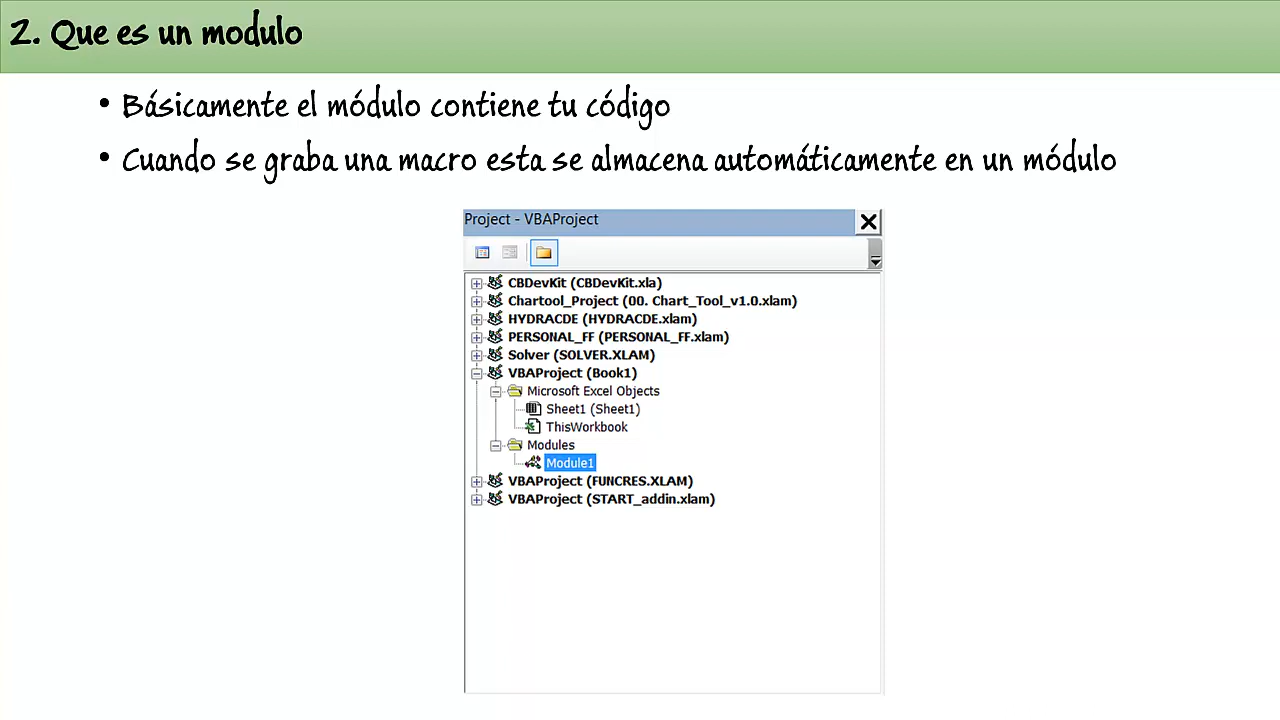 2. Que es un modulo
• Básicamente el módulo contiene tu código
• Cuando se graba una macro esta se almacena automáticamente en un módulo
Project - VBAProject
CBDevKit (CBDevKit.xla)
Chartool_Project (00. Chart_Tool_v1.0.xlam)
HYDRACDE (HYDRACDE.xlam)
PERSONAL_FF (PERSONAL_FF.xlam)
Solver (SOLVER.XLAM)
VBAProject (Book1)
Microsoft Excel Objects
Sheet1 (Sheet1)
ThisWorkbook
Modules
Module1
VBAProject (FUNCRES.XLAM)
VBAProject (START_addin.xlam)